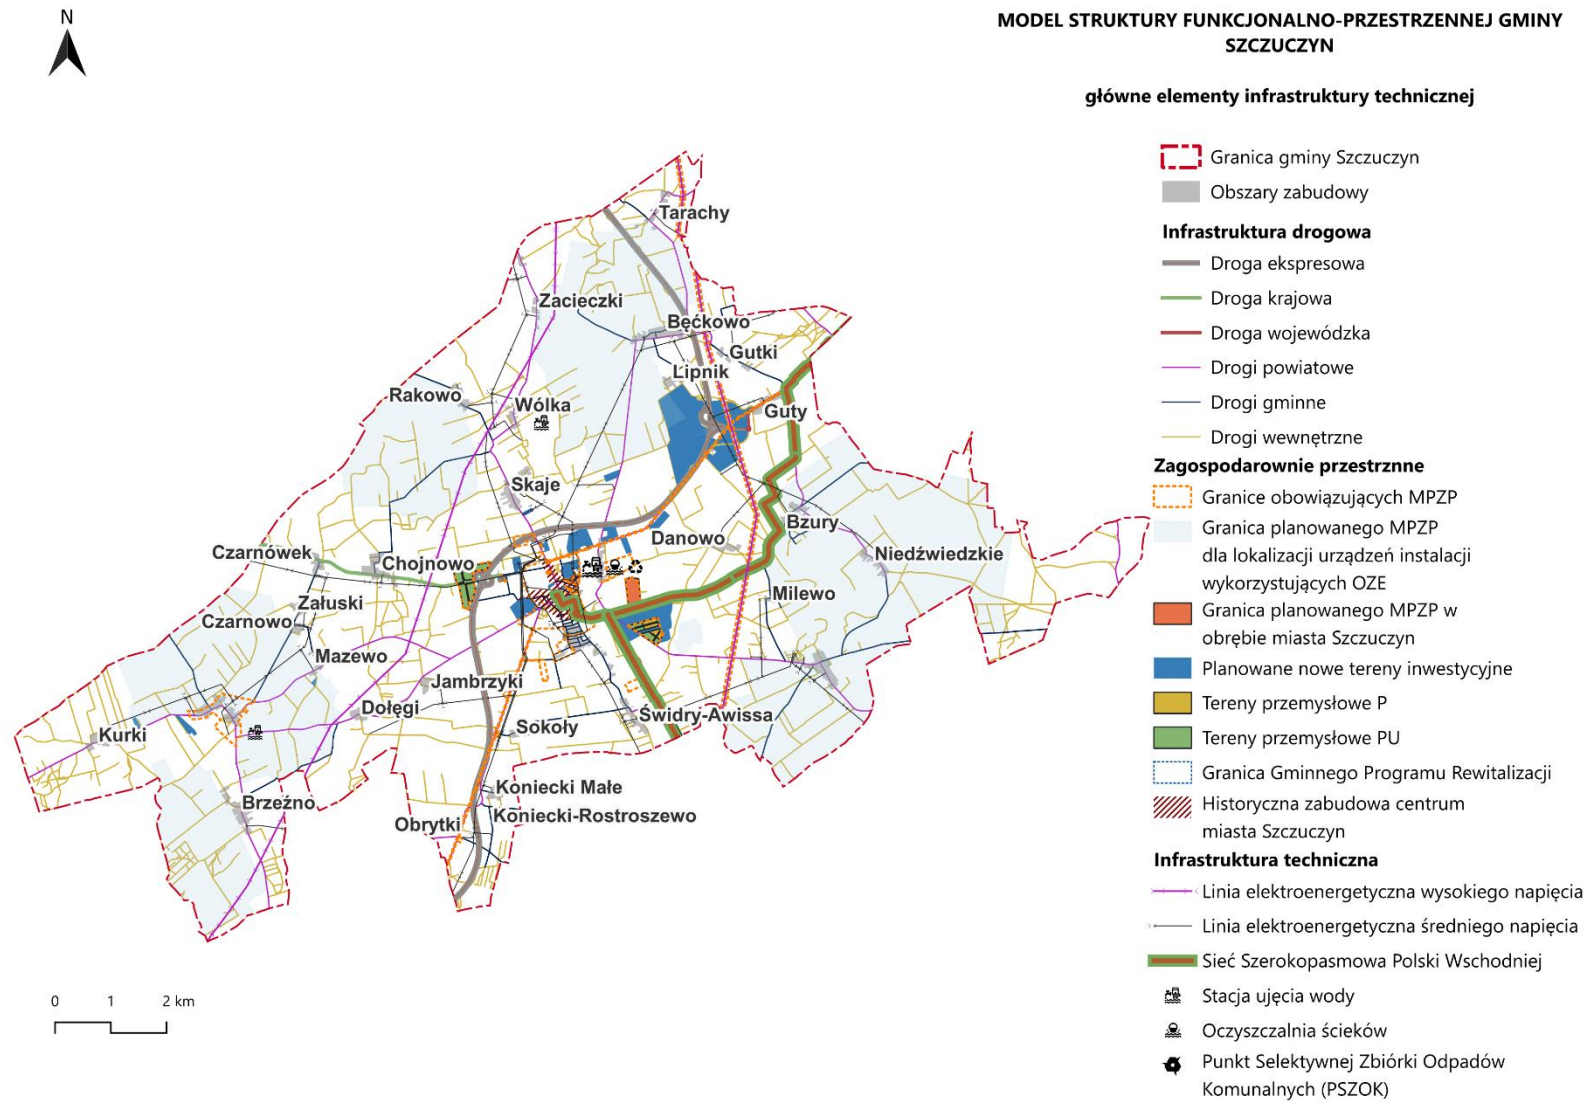 N
MODEL STRUKTURY FUNKCJONALNO-PRZESTRZENNEJ GMINY
SZCZUCZYN
główne elementy infrastruktury technicznej
Granica gminy Szczuczyn
Obszary zabudowy
Infrastruktura drogowa
Droga ekspresowa
Droga krajowa
Droga wojewódzka
Drogi powiatowe
Drogi gminne
Drogi wewnętrzne
Zagospodarownie przestrznne
Granice obowiązujących MPZP
Granica planowanego MPZP
dla lokalizacji urządzeń instalacji
wykorzystujących OZE
Granica planowanego MPZP w
obrębie miasta Szczuczyn
Planowane nowe tereny inwestycyjne
Tereny przemysłowe P
Tereny przemysłowe PU
Granica Gminnego Programu Rewitalizacji
Historyczna zabudowa centrum
miasta Szczuczyn
Infrastruktura techniczna
Linia elektroenergetyczna wysokiego napięcia
Linia elektroenergetyczna średniego napięcia
Sieć Szerokopasmowa Polski Wschodniej
Stacja ujęcia wody
Oczyszczalnia ścieków
Punkt Selektywnej Zbiórki Odpadów
Komunalnych (PSZOK)
Tarachy
Zacieczki
Bęćkowo
Gutki
Lipnik
Rakowo
Wólka
Guty
Skaje
Bzury
Danowo
Niedźwiedzkie
Czarnówek
Chojnowo
Milewo
Załuski
Czarnowo
Mazewo
Jambrzyki
Dołęgi
Świdry-Awissa
Sokoły
Kurki
Koniecki Małe
Brzeźno
Koniecki-Rostroszewo
Obrytki
0 1 2 km